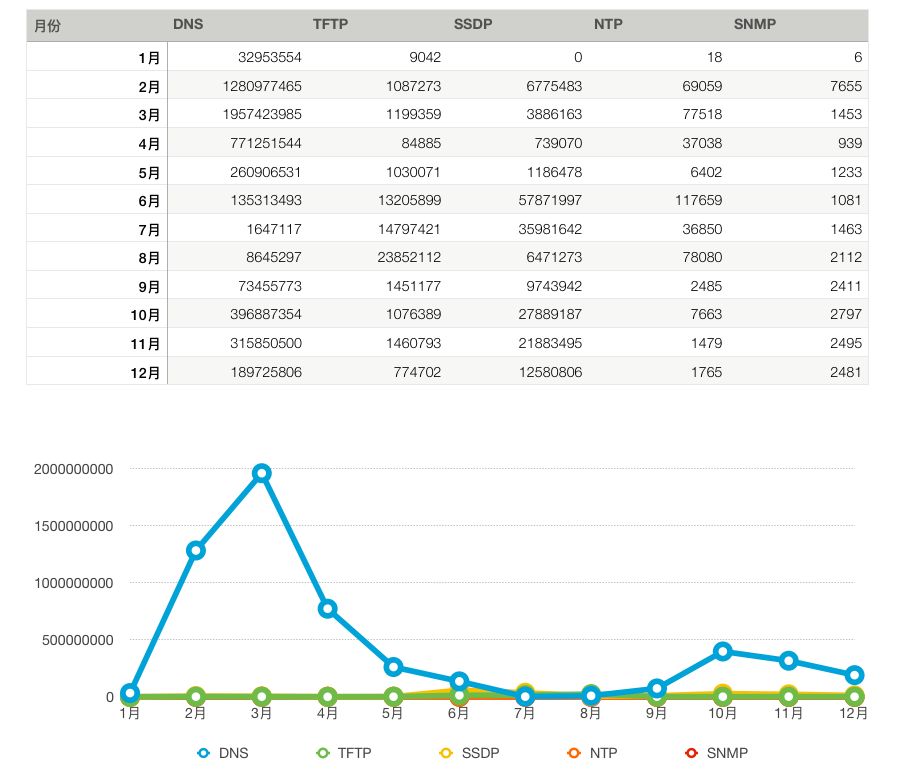 月份 DNS TFTP SSDP NTP SNMP
1月 32953554 9042 0 18 6
2月 1280977465 1087273 6775483 69059 7655
3月 1957423985 1199359 3886163 77518 1453
4月 771251544 84885 739070 37038 939
5月 260906531 1030071 1186478 6402 1233
6月 135313493 13205899 57871997 117659 1081
7月 1647117 14797421 35981642 36850 1463
8月 8645297 23852112 6471273 78080 2112
9月 73455773 1451177 9743942 2485 2411
10月 396887354 1076389 27889187 7663 2797
11月 315850500 1460793 21883495 1479 2495
12月 189725806 774702 12580806 1765 2481
2000000000
1500000000
1000000000
500000000
0
1月 2月 3月 4月 5月 6月 7月 8月 9月 10月 11月 12月
DNS TFTP SSDP NTP SNMP